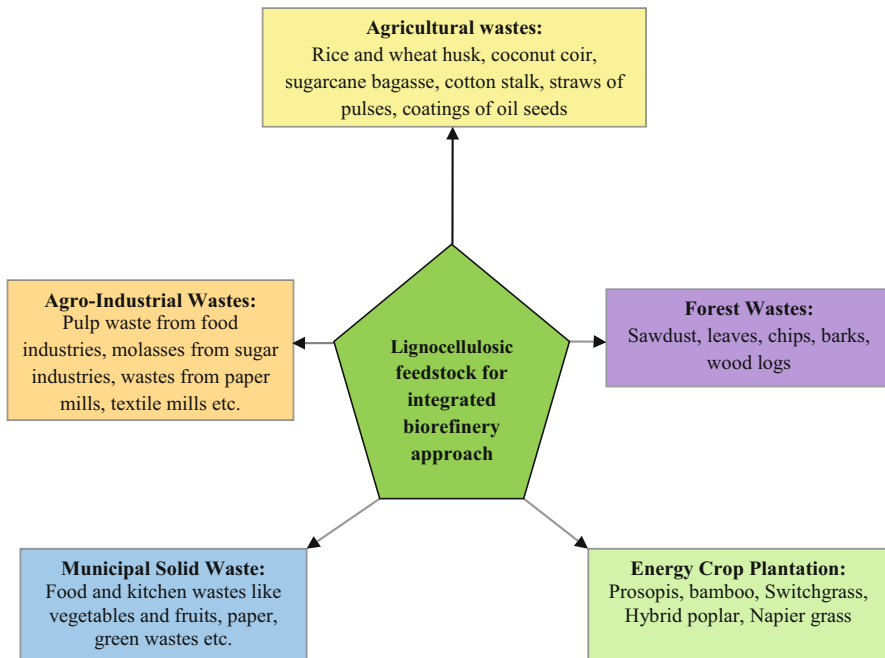 Agricultural wastes:
Rice and wheat husk, coconut coir,
sugarcane bagasse, cotton stalk, straws of
pulses, coatings of oil seeds
Agro-Industrial Wastes:
Pulp waste from food
industries, molasses from sugar
industries, wastes from paper
mills, textile mills etc.
Lignocellulosic
feedstock for
integrated
biorefinery
approach
Forest Wastes:
Sawdust, leaves, chips, barks,
wood logs
Municipal Solid Waste:
Food and kitchen wastes like
vegetables and fruits, paper,
green wastes etc.
Energy Crop Plantation:
Prosopis, bamboo, Switchgrass,
Hybrid poplar, Napier grass